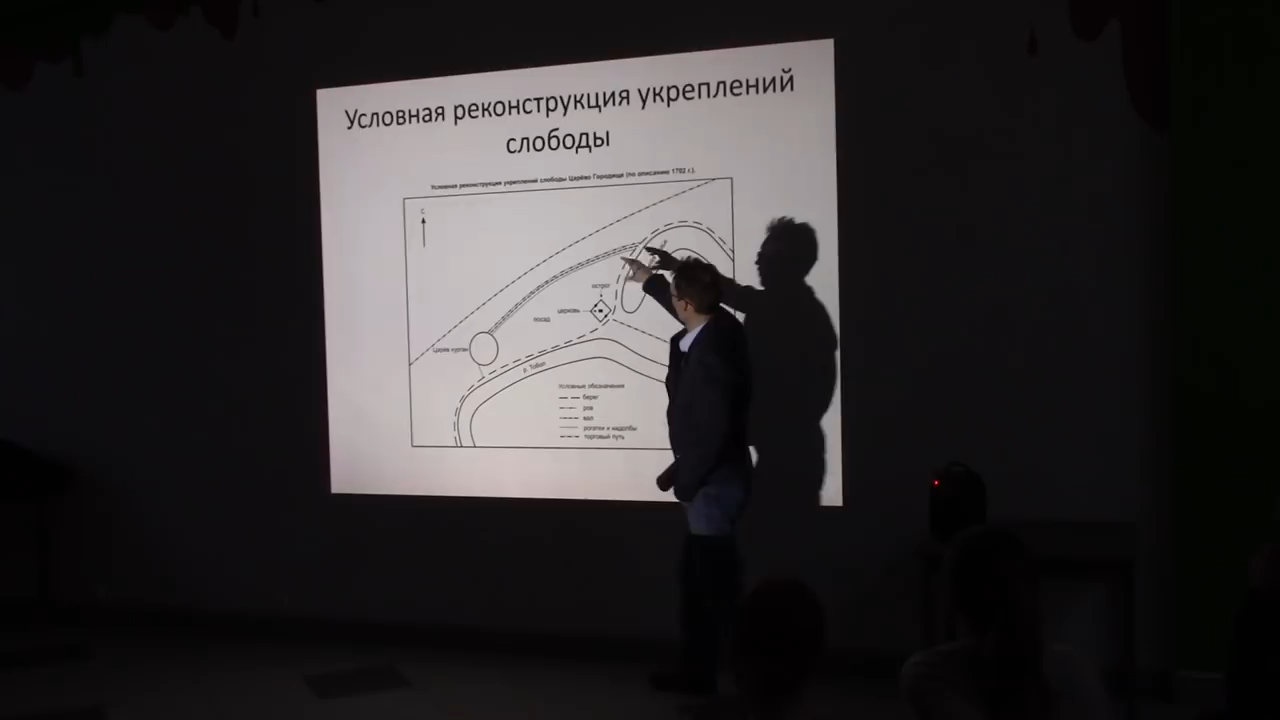 Условная реконструкция укреплений
слободы
Условная реконструкция укреплений слободы Царёво Городище (по описанию 1702 г.).
С
острог
церковь
посад
Царёв курган
р. Тобол
Условные обозначения
берег
ров
вал
рогатки и надолбы
торговый путь